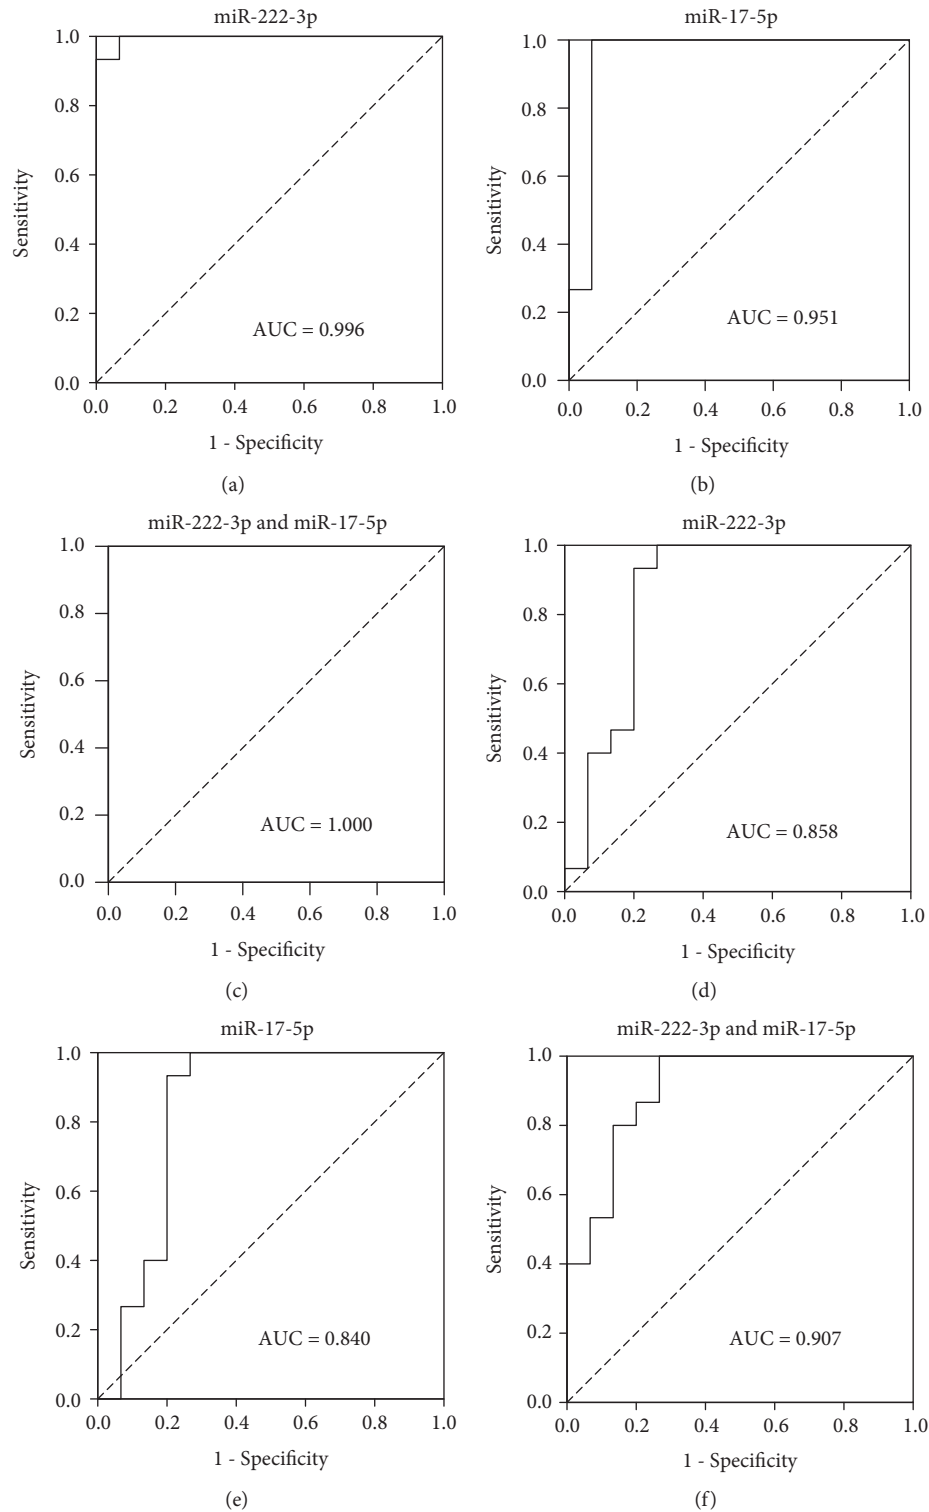 miR-222-3p
1.0
0.8
0.6
0.4
0.2
0.0
Sensitivity
AUC = 0.996
0.0 0.2 0.4 0.6 0.8 1.0
1 - Specificity
(a)
miR-17-5p
1.0
0.8
0.6
0.4
0.2
0.0
Sensitivity
AUC = 0.951
0.0 0.2 0.4 0.6 0.8 1.0
1 - Specificity
(b)
miR-222-3p and miR-17-5p
1.0
0.8
0.6
0.4
0.2
0.0
Sensitivity
AUC = 1.000
0.0 0.2 0.4 0.6 0.8 1.0
1 - Specificity
(c)
miR-222-3p
1.0
0.8
0.6
0.4
0.2
0.0
Sensitivity
AUC = 0.858
0.0 0.2 0.4 0.6 0.8 1.0
1 - Specificity
(d)
miR-17-5p
1.0
0.8
0.6
0.4
0.2
0.0
Sensitivity
AUC = 0.840
0.0 0.2 0.4 0.6 0.8 1.0
1 - Specificity
(e)
miR-222-3p and miR-17-5p
1.0
0.8
0.6
0.4
0.2
0.0
Sensitivity
AUC = 0.907
0.0 0.2 0.4 0.6 0.8 1.0
1 - Specificity
(f)